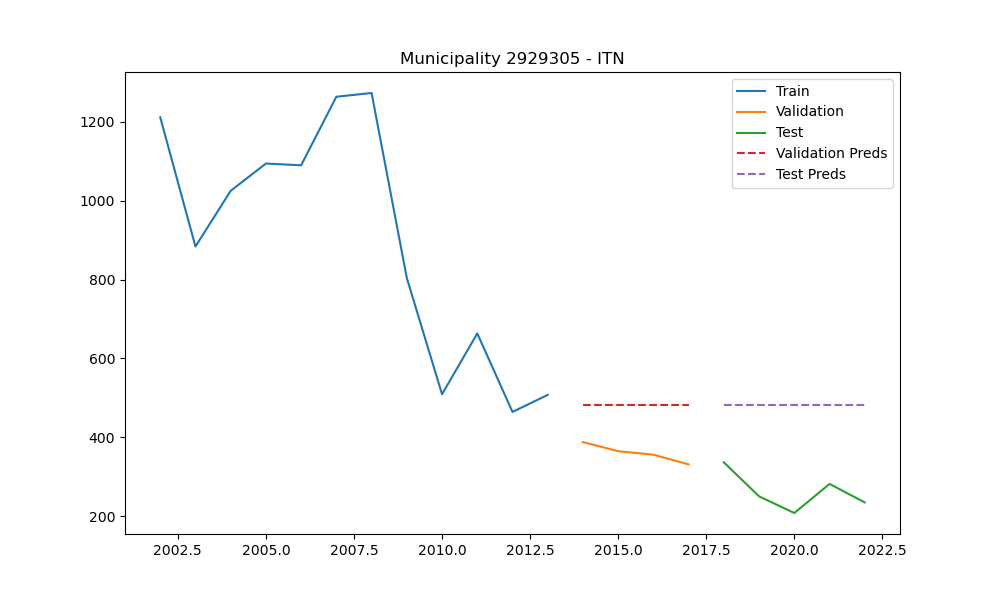 Municipality 2929305 - ITN
Train
Validation
Test
Validation Preds
Test Preds
1200
1000
800
600
400
200
2002.5 2005.0 2007.5 2010.0 2012.5 2015.0 2017.5 2020.0 2022.5